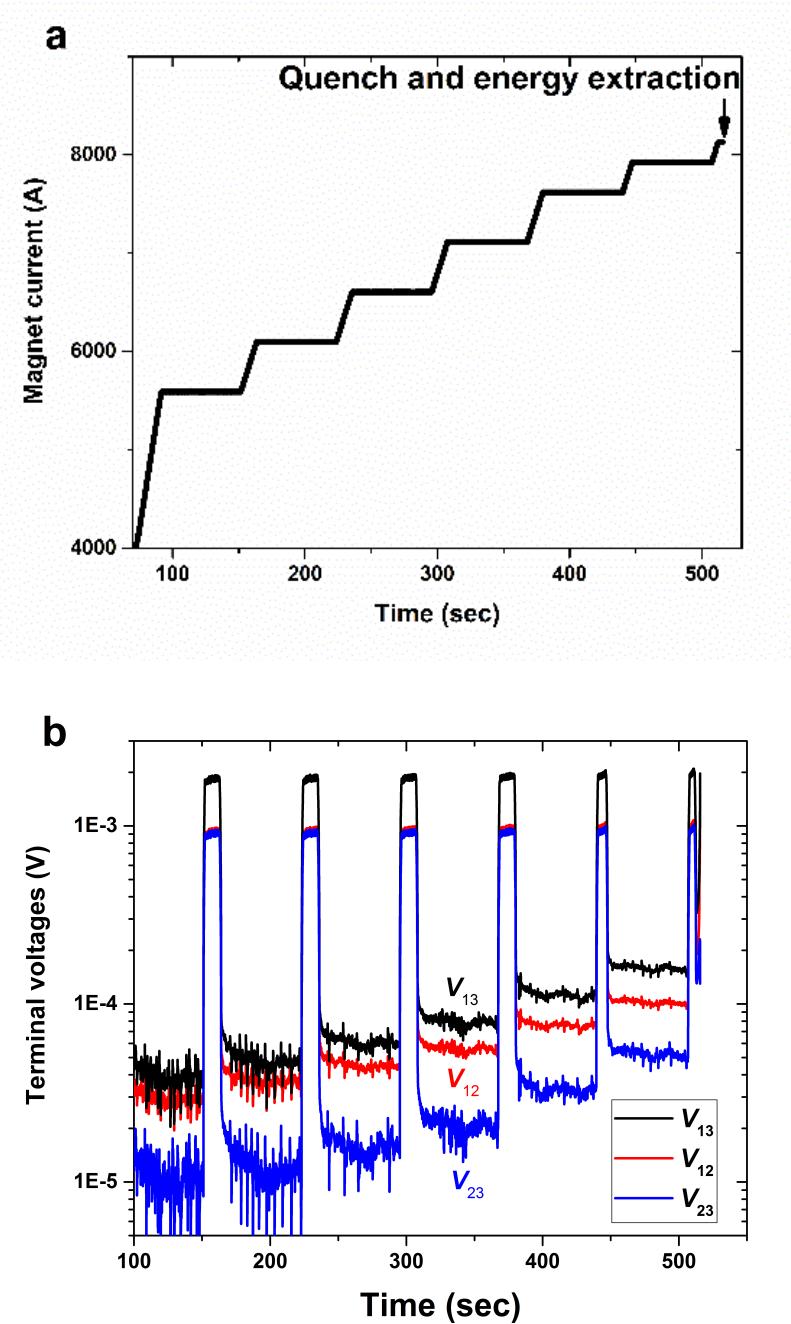 a
Quench and energy extraction
8000
6000
4000
Magnet current (A)
100 200 300 400 500
Time (sec)
b
1E-3
1E-4
1E-5
Terminal voltages (V)
V13
V12
V23
V13
V12
V23
100 200 300 400 500
Time (sec)